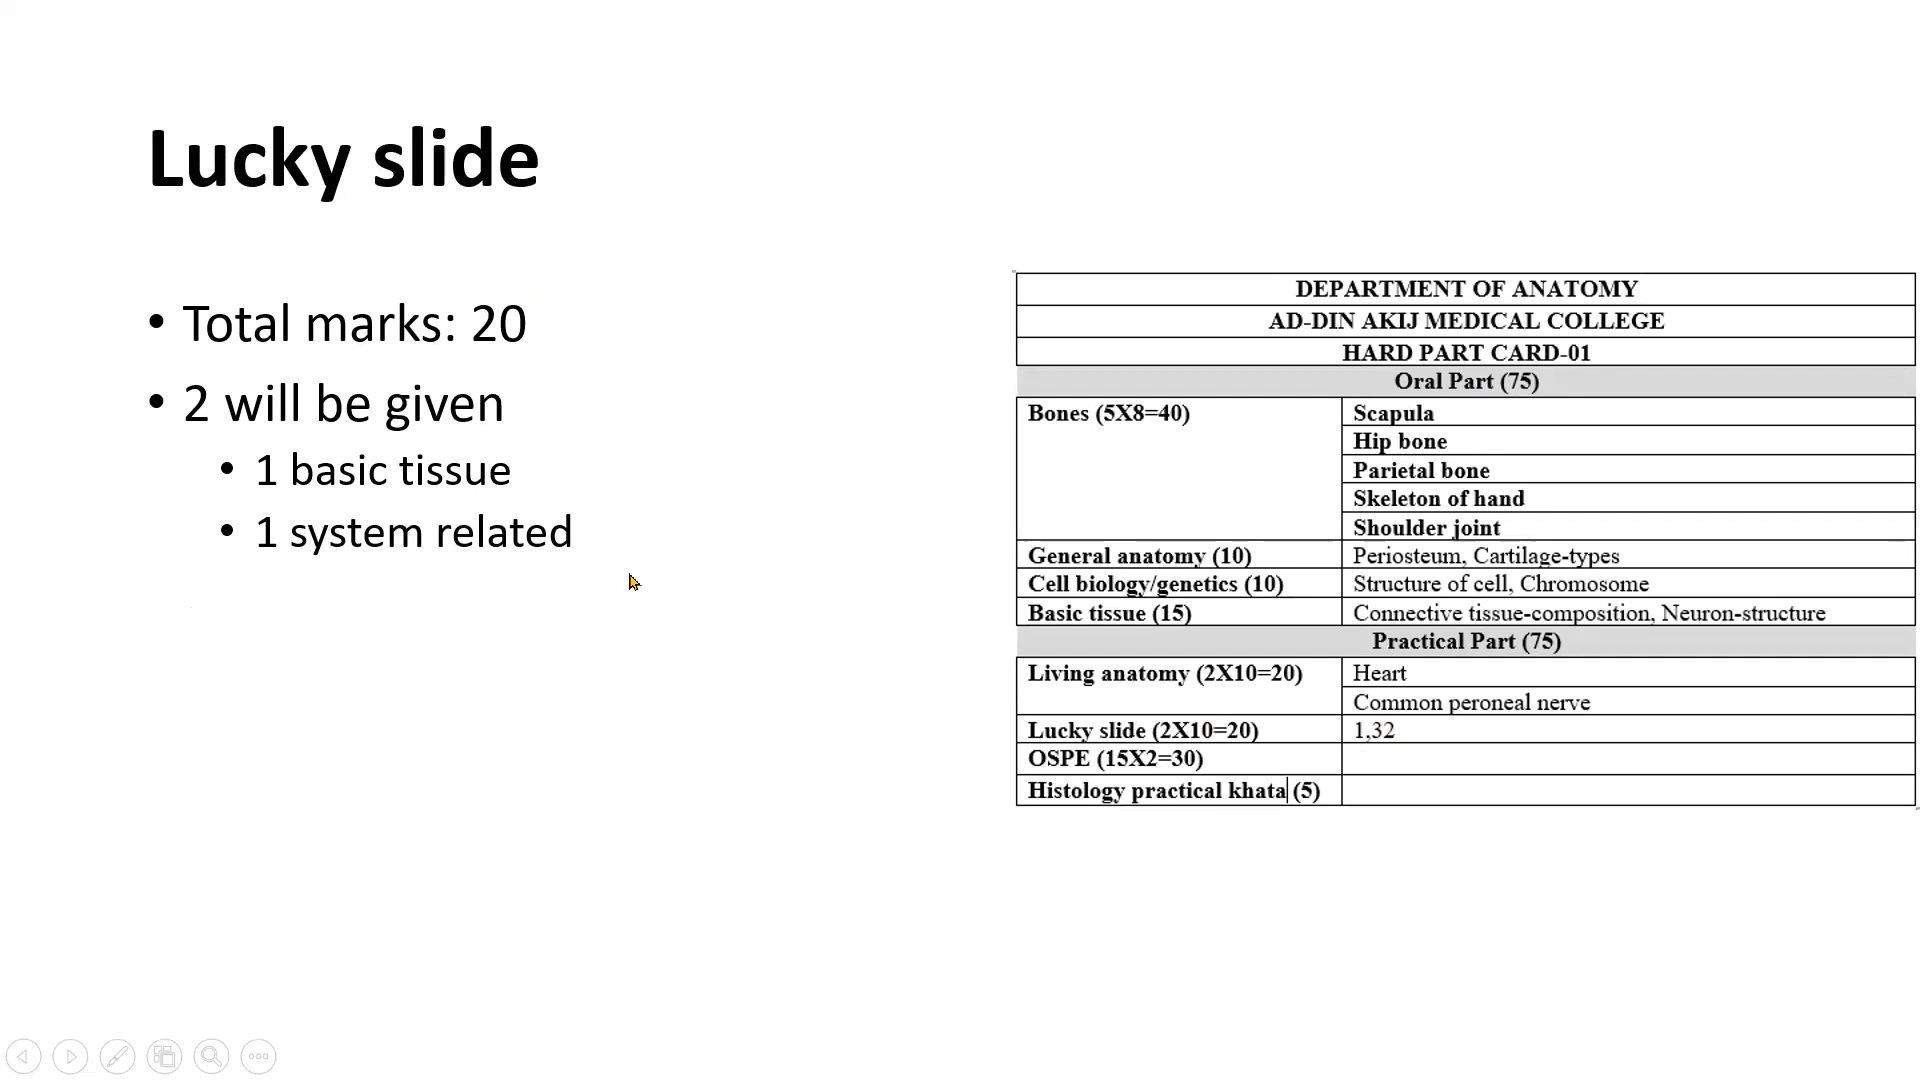 Lucky slide
• Total marks: 20
• 2 will be given
• 1 basic tissue
• 1 system related
DEPARTMENT OF ANATOMY
AD-DIN AKIJ MEDICAL COLLEGE
HARD PART CARD-01
Oral Part (75)
Bones (5X8=40) Scapula
Hip bone
Parietal bone
Skeleton of hand
Shoulder joint
General anatomy (10) Periosteum, Cartilage-types
Cell biology/genetics (10) Structure of cell, Chromosome
Basic tissue (15) Connective tissue-composition, Neuron-structure
Practical Part (75)
Living anatomy (2X10=20) Heart
Common peroneal nerve
Lucky slide (2X10=20) 1,32
OSPE (15X2=30)
Histology practical khata (5)